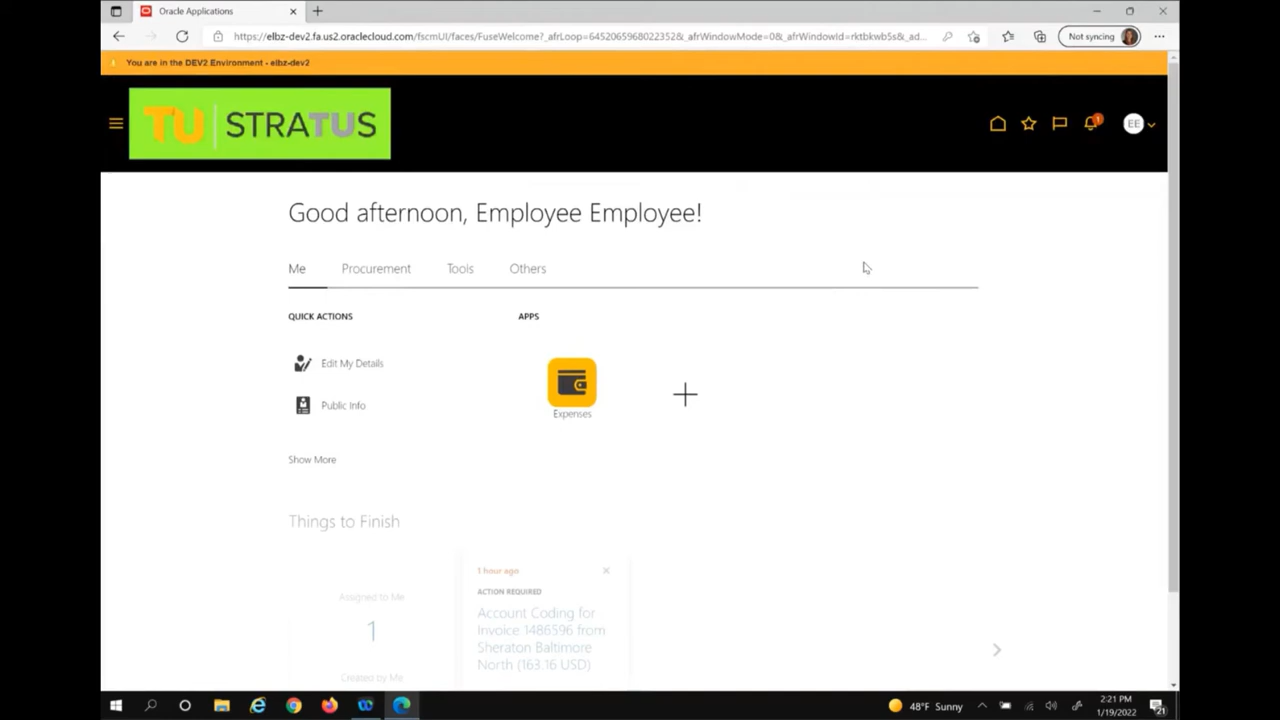 Oracle Applications
https://elbz-dev2.fa.us2.oraclecloud.com/fscmUI/faces/FuseWelcome?_afrLoop=6452065968022352&_afrWindowMode=0&_afrWindowId=rktbkwb5s&_ad...
Not syncing
You are in the DEV2 Environment - elbz-dev2
TU STRATUS
1
EE
Good afternoon, Employee Employee!
Me
Procurement
Tools
Others
QUICK ACTIONS
APPS
Edit My Details
Public Info
Expenses
Show More
Things to Finish
1 hour ago
ACTION REQUIRED
Assigned to Me
1
Account Coding for
Invoice 1486596 from
Sheraton Baltimore
North (163.16 USD)
Created by Me
48°F Sunny
2:21 PM
1/19/2022
21